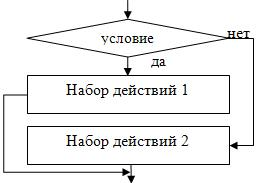 условие
нет
да
Набор действий 1
Набор действий 2